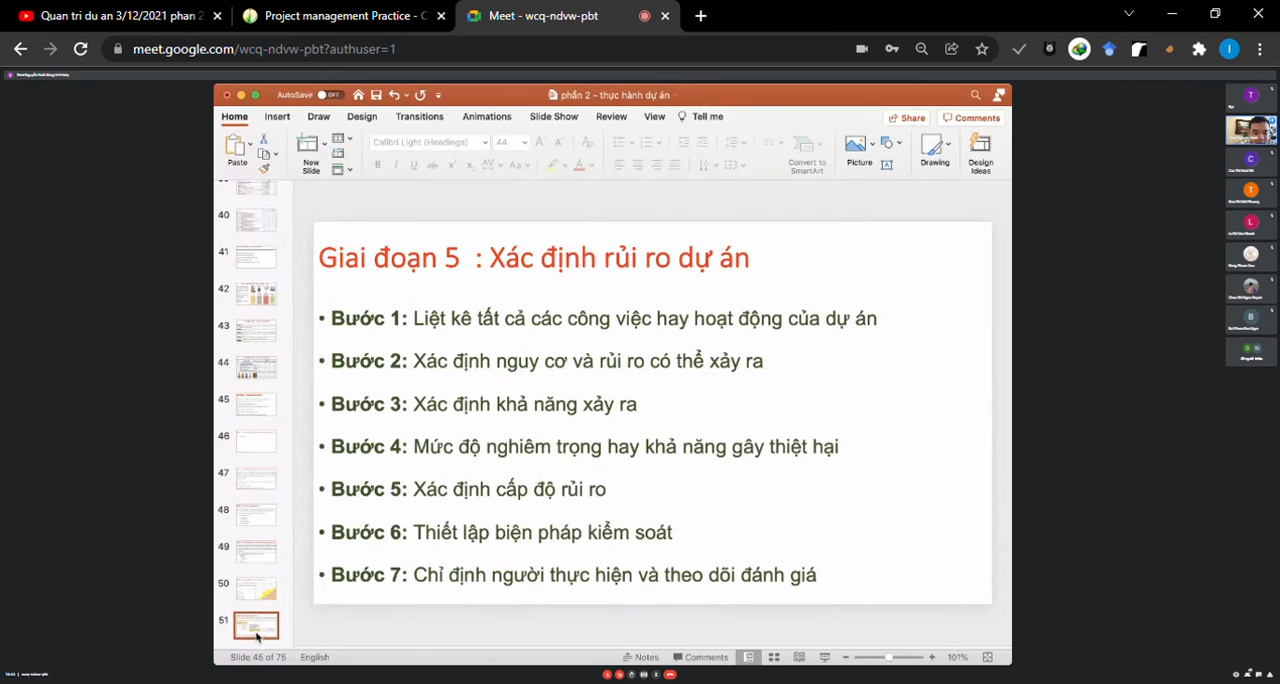 Quan tri du an 3/12/2021 phan 2
Project management Practice - C
Meet - wcq-ndvw-pbt
meet.google.com/wcq-ndvw-pbt?authuser=1
AutoSave OFF
phần 2 - thực hành dự án
Home Insert Draw Design Transitions Animations Slide Show Review View Tell me
Share Comments
Calibri Light (Headings) 44
Paste
New
Slide
Convert to
SmartArt
Picture
Drawing
Design
Ideas
40
41
42
43
44
45
46
47
48
49
50
51
Giai đoạn 5 : Xác định rủi ro dự án
• Bước 1: Liệt kê tất cả các công việc hay hoạt động của dự án
• Bước 2: Xác định nguy cơ và rủi ro có thể xảy ra
• Bước 3: Xác định khả năng xảy ra
• Bước 4: Mức độ nghiêm trọng hay khả năng gây thiệt hại
• Bước 5: Xác định cấp độ rủi ro
• Bước 6: Thiết lập biện pháp kiểm soát
• Bước 7: Chỉ định người thực hiện và theo dõi đánh giá
T
C
T
L
B
D N
Slide 46 of 75 English
Notes Comments 101%
wcq-ndvw-pbt